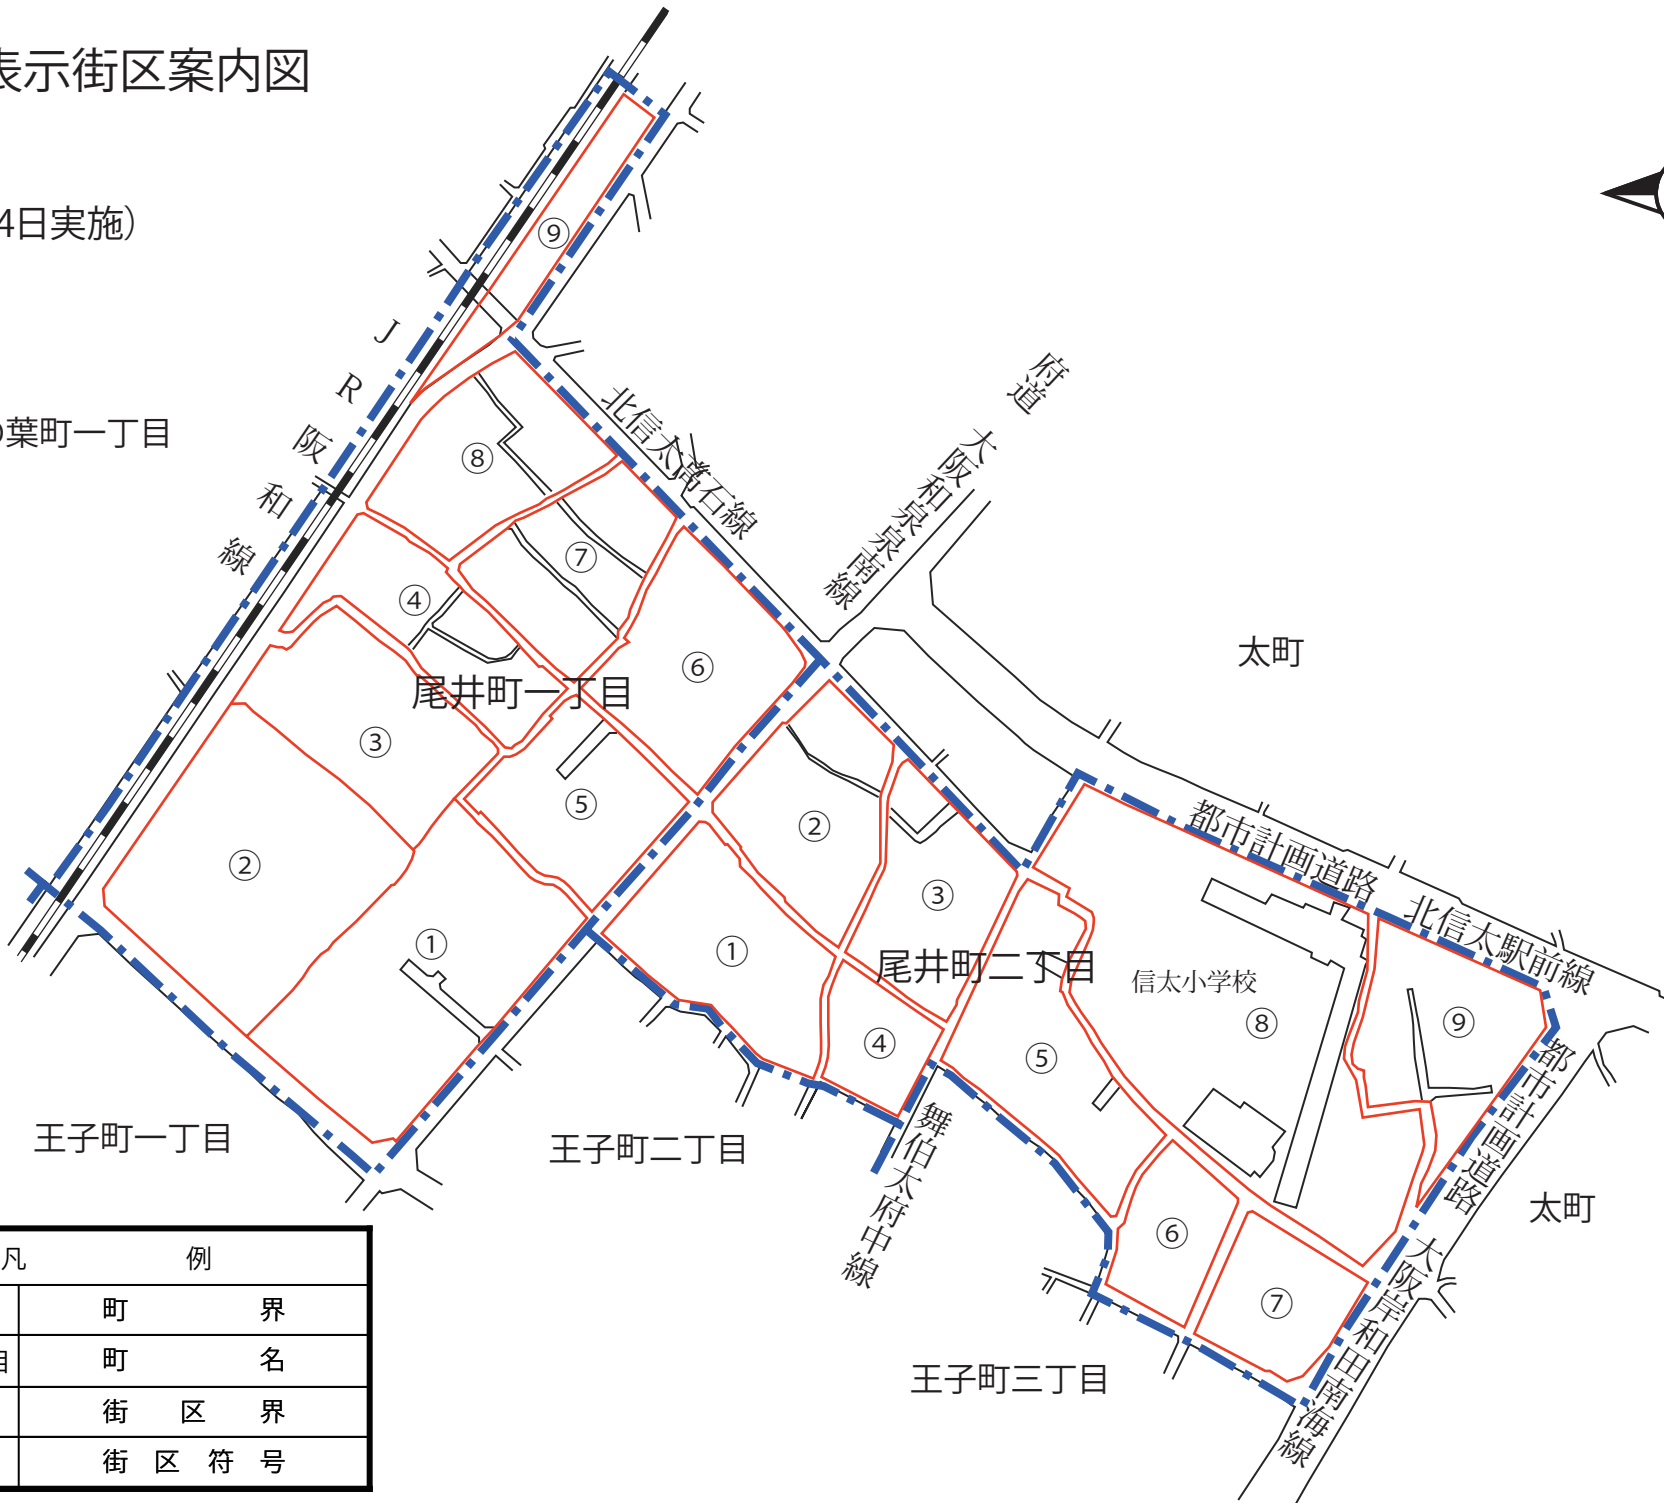 表示街区案内図
4日実施）
の葉町一丁目
JR阪和線
⑨
⑧
⑦
④
⑥
③
⑤
②
①
尾井町一丁目
北信太高石線
府道 大阪和泉泉南線
太町
②
③
①
④
尾井町二丁目
⑤
信太小学校
⑧
⑨
⑥
⑦
都市計画道路 北信太駅前線
都市計画道路 大阪岸和田南海線
太町
舞伯太府中線
王子町一丁目
王子町二丁目
王子町三丁目
凡例
町界
目 町名
街区界
街区符号